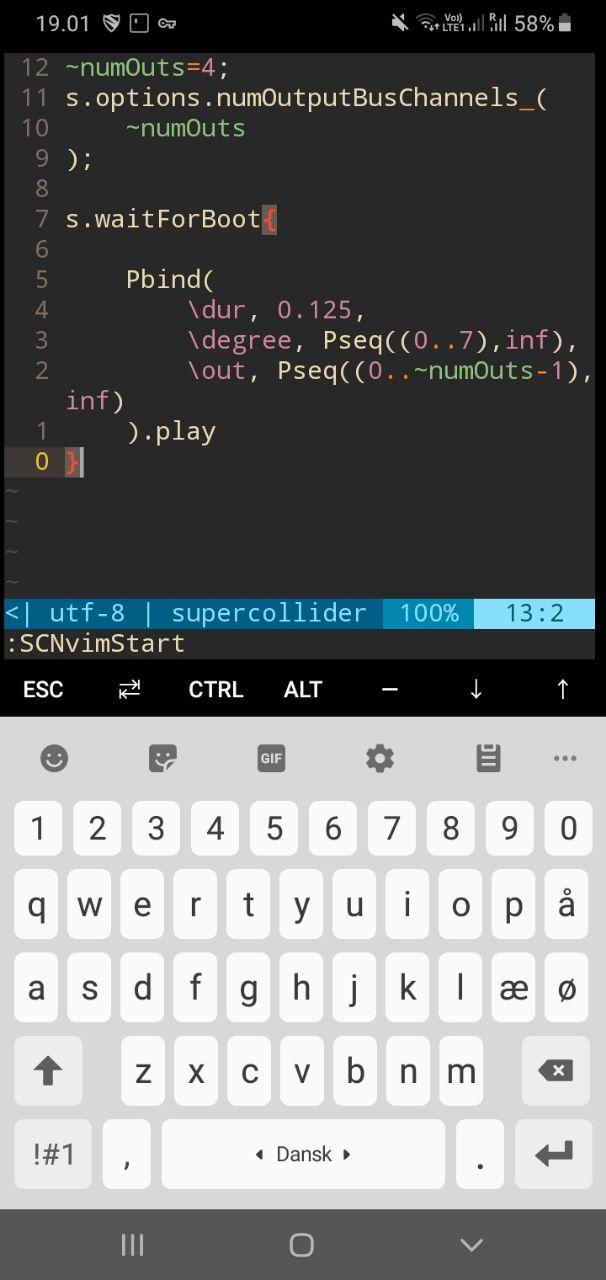 19.01 Vo)) LTE1 R 58%
12 ~numOuts=4;
11 s.options.numOutputBusChannels_(
10 ~numOuts
9 );
8
7 s.waitForBoot{
6
5 Pbind(
4 \dur, 0.125,
3 \degree, Pseq((0..7),inf),
2 \out, Pseq((0..~numOuts-1),
inf)
1 ).play
0 }
~
~
~
~
<| utf-8 | supercollider 100% 13:2
:SCNvimStart
ESC ⇄ CTRL ALT – ↓ ↑
GIF ...
1 2 3 4 5 6 7 8 9 0
q w e r t y u i o p å
a s d f g h j k l æ ø
z x c v b n m
!#1 , Dansk .